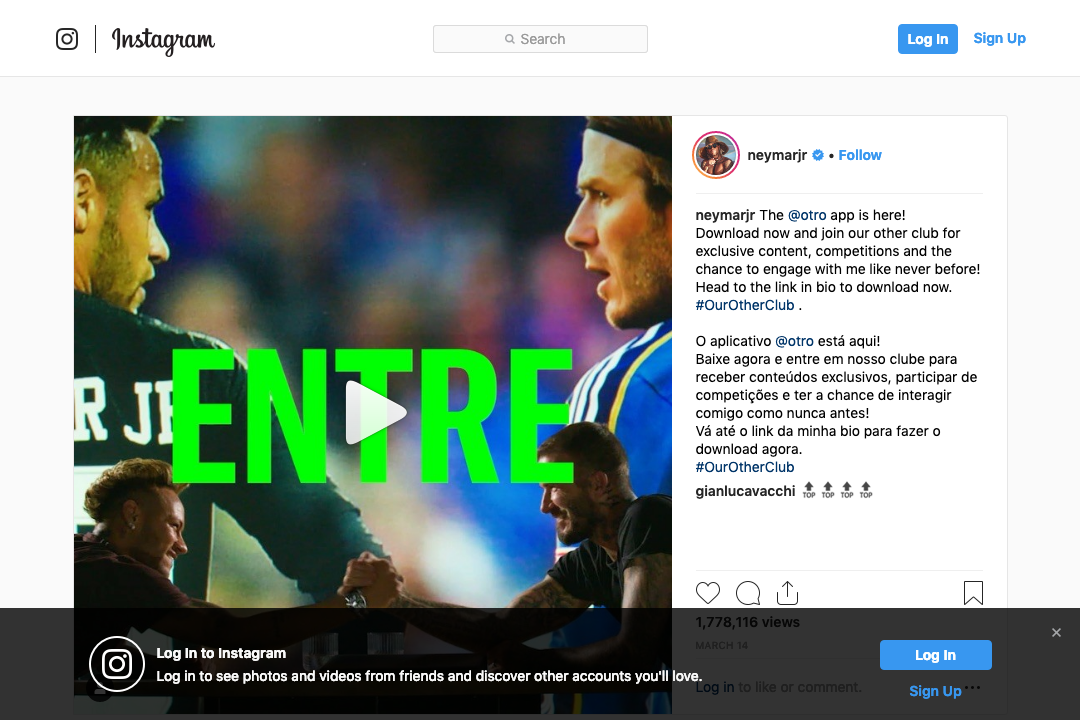 Instagram
Search
Log In
Sign Up
R JR
ENTRE
neymarjr • Follow
neymarjr The @otro app is here!
Download now and join our other club for
exclusive content, competitions and the
chance to engage with me like never before!
Head to the link in bio to download now.
#OurOtherClub .
O aplicativo @otro está aqui!
Baixe agora e entre em nosso clube para
receber conteúdos exclusivos, participar de
competições e ter a chance de interagir
comigo como nunca antes!
Vá até o link da minha bio para fazer o
download agora.
#OurOtherClub
gianlucavacchi 🔝🔝🔝🔝
1,778,116 views
MARCH 14
Log in to like or comment.
Log In to Instagram
Log in to see photos and videos from friends and discover other accounts you'll love.
Log In
Sign Up